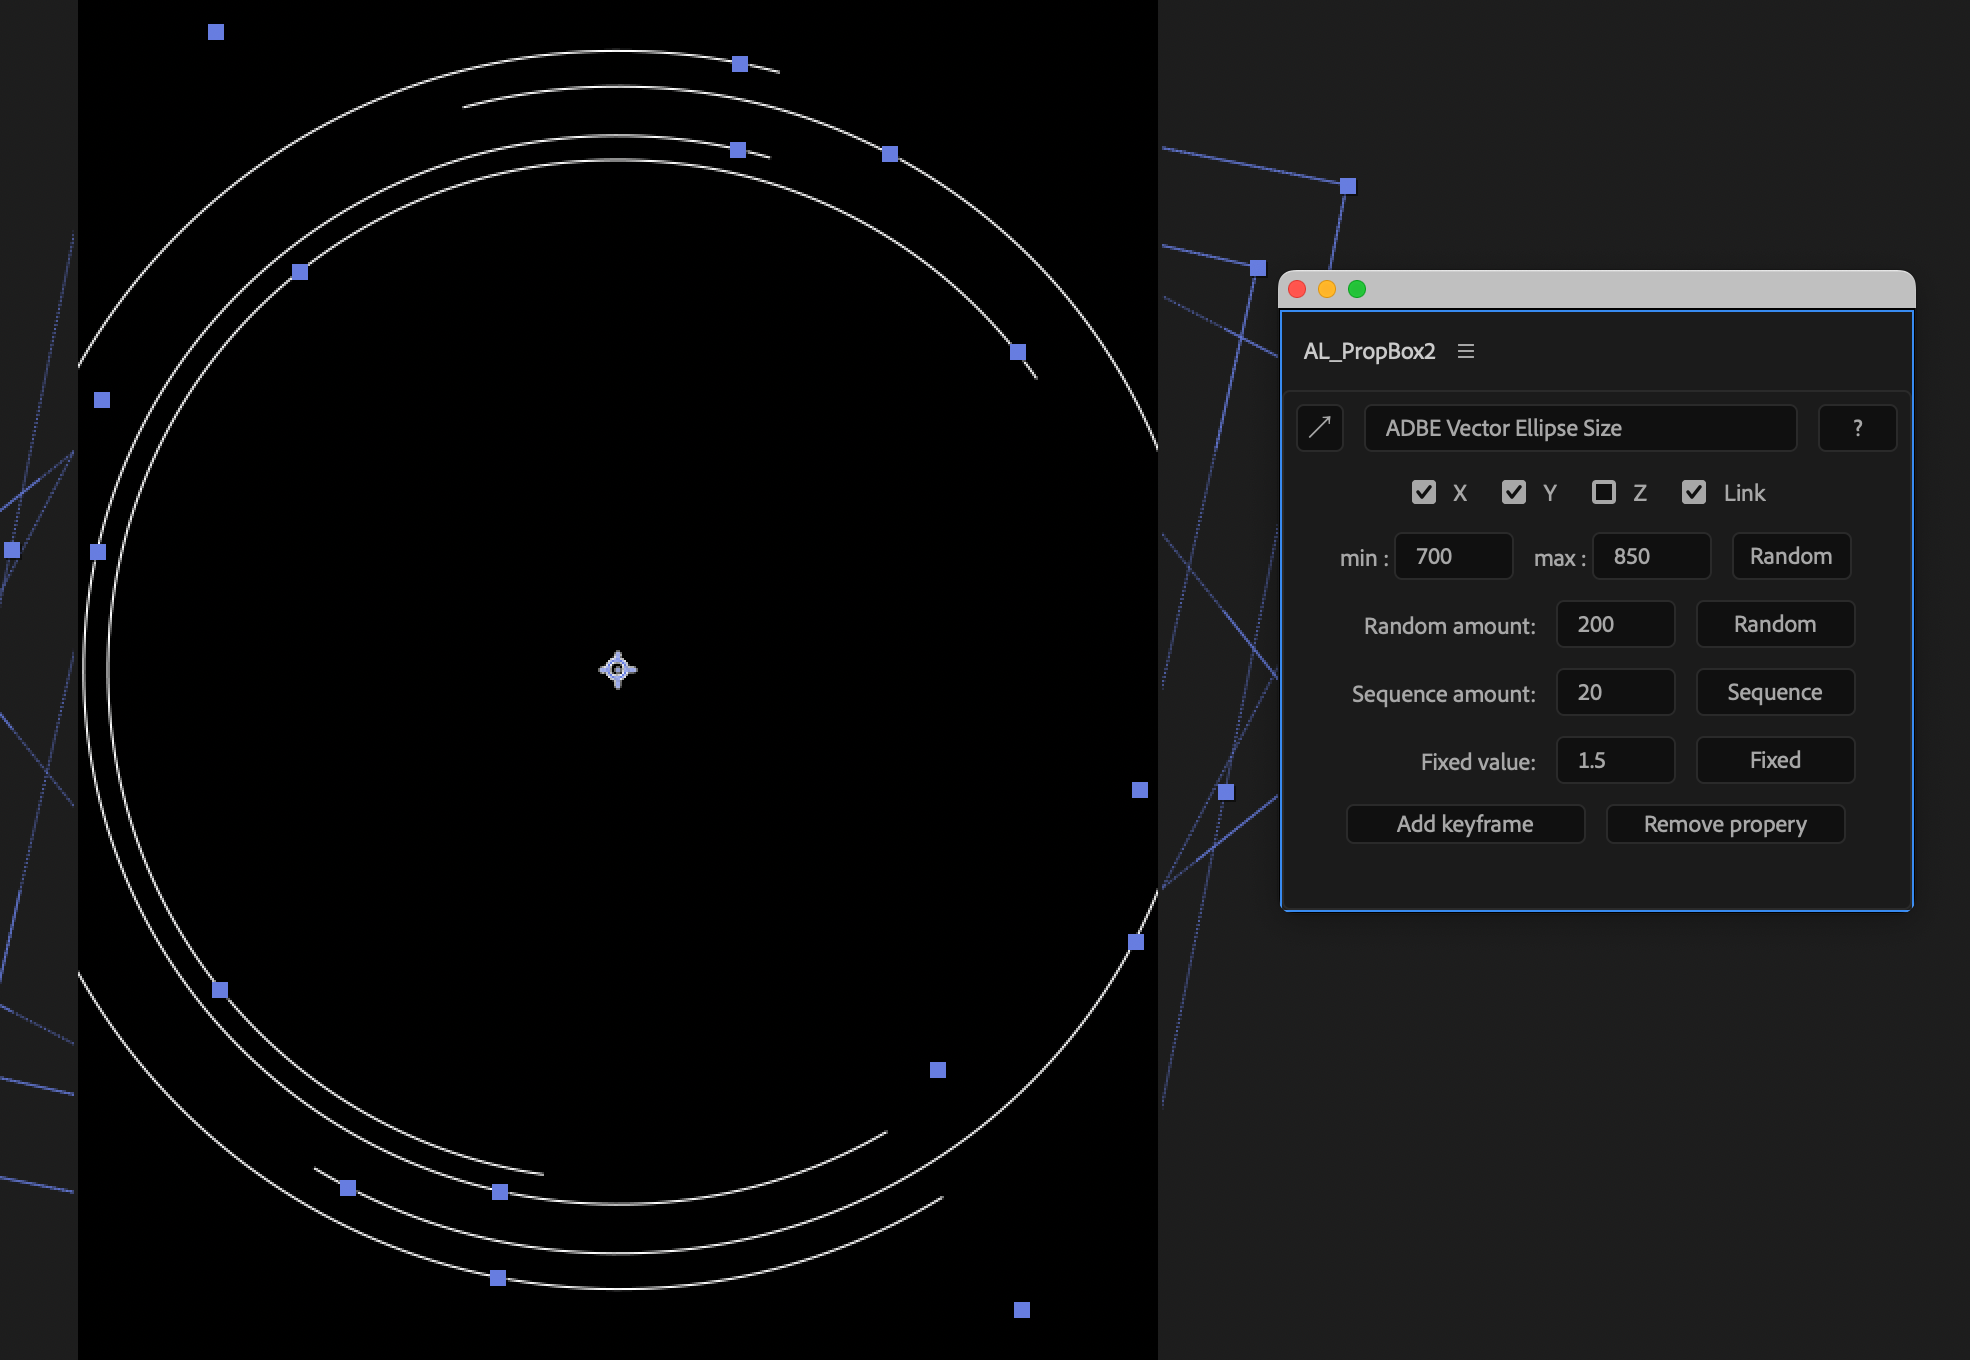 AL_PropBox2
ADBE Vector Ellipse Size ?
X Y Z Link
min : 700 max : 850 Random
Random amount: 200 Random
Sequence amount: 20 Sequence
Fixed value: 1.5 Fixed
Add keyframe Remove propery